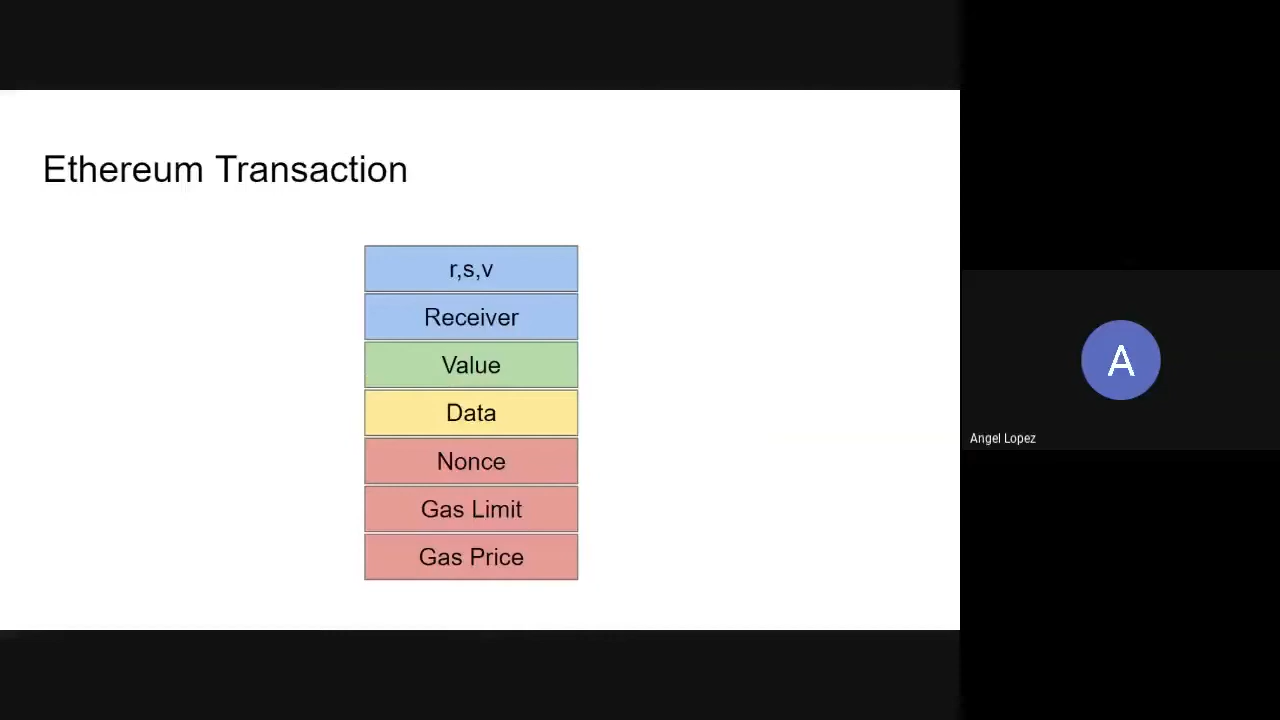 Ethereum Transaction
r,s,v
Receiver
Value
Data
Nonce
Gas Limit
Gas Price
A
Angel Lopez